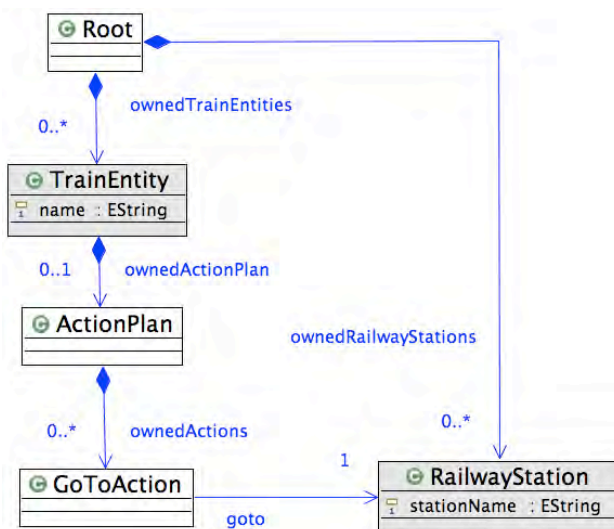 Root
ownedTrainEntities
0..*
TrainEntity
name : EString
0..1
ownedActionPlan
ActionPlan
ownedRailwayStations
0..*
ownedActions
0..*
1
GoToAction
RailwayStation
stationName : EString
goto